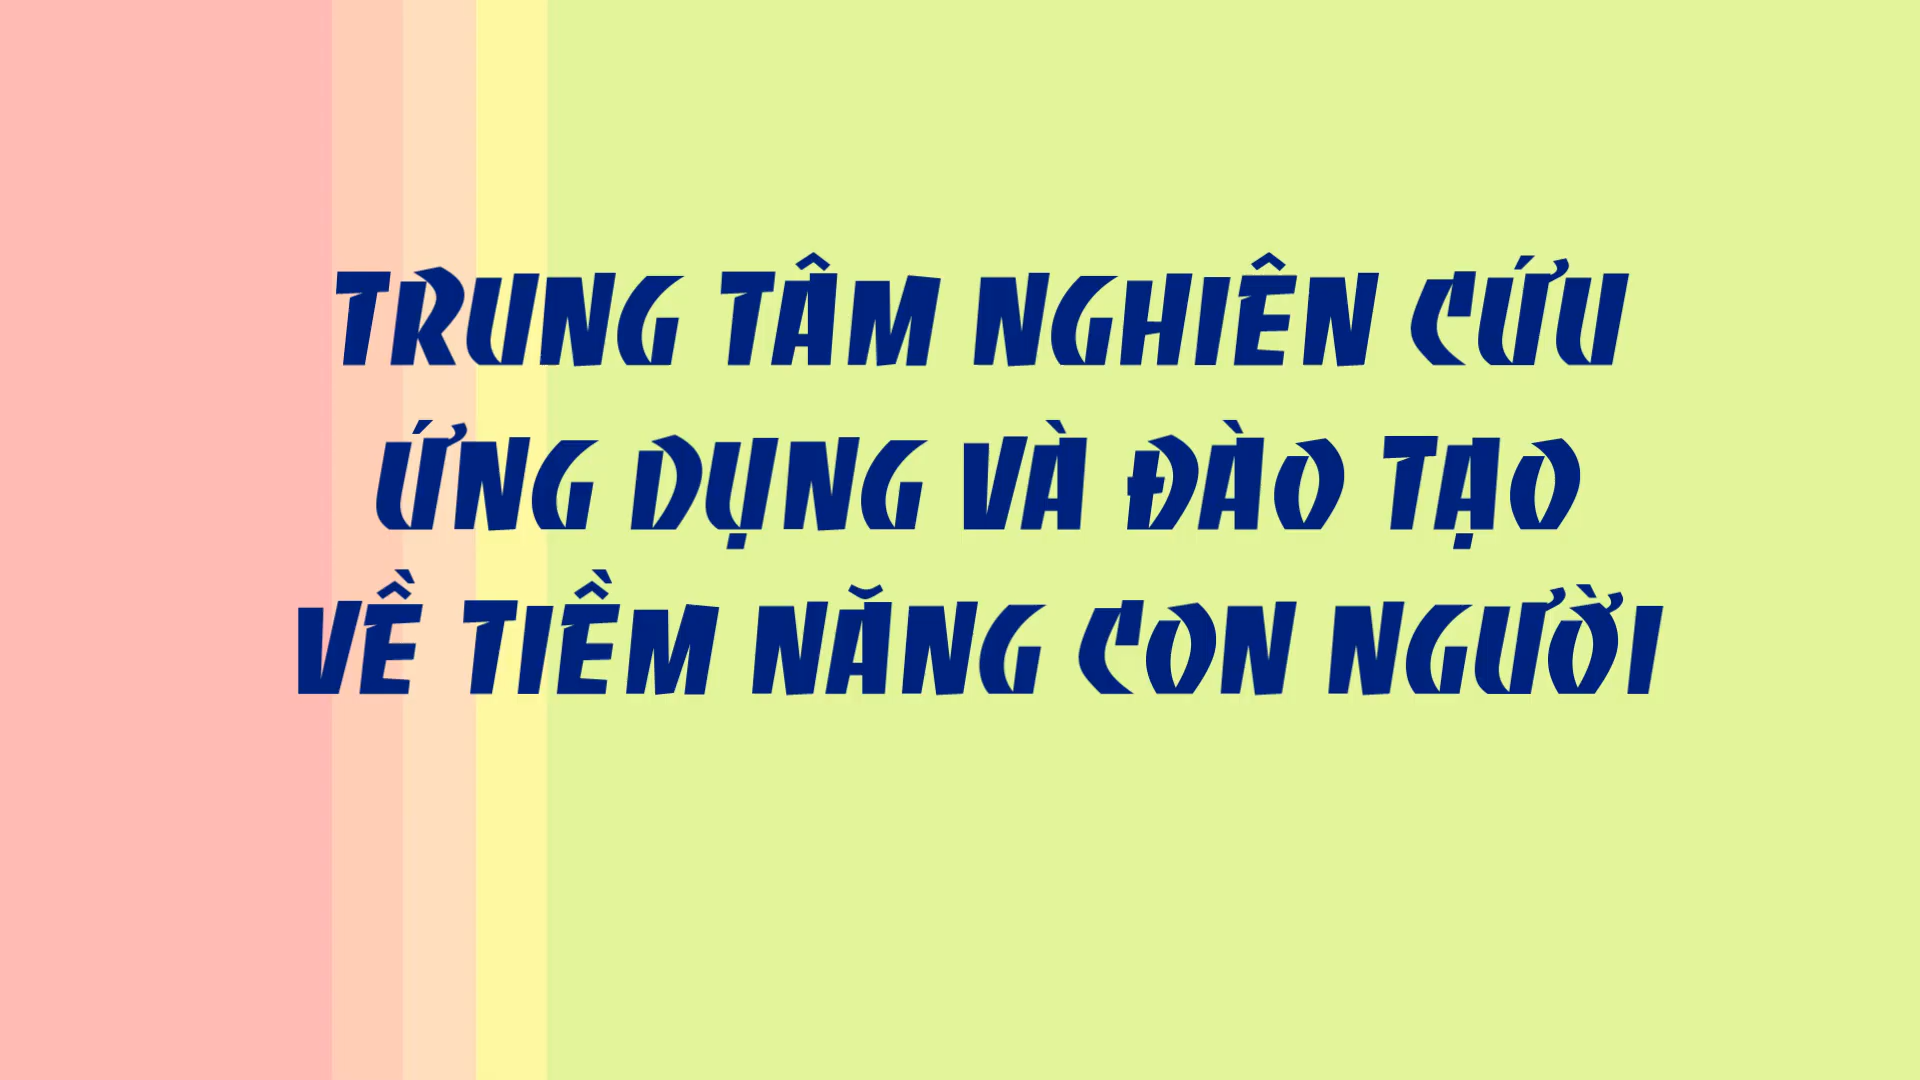 TRUNG TÂM NGHIÊN CỨU
ỨNG DỤNG VÀ ĐÀO TẠO
VỀ TIỀM NĂNG CON NGƯỜI